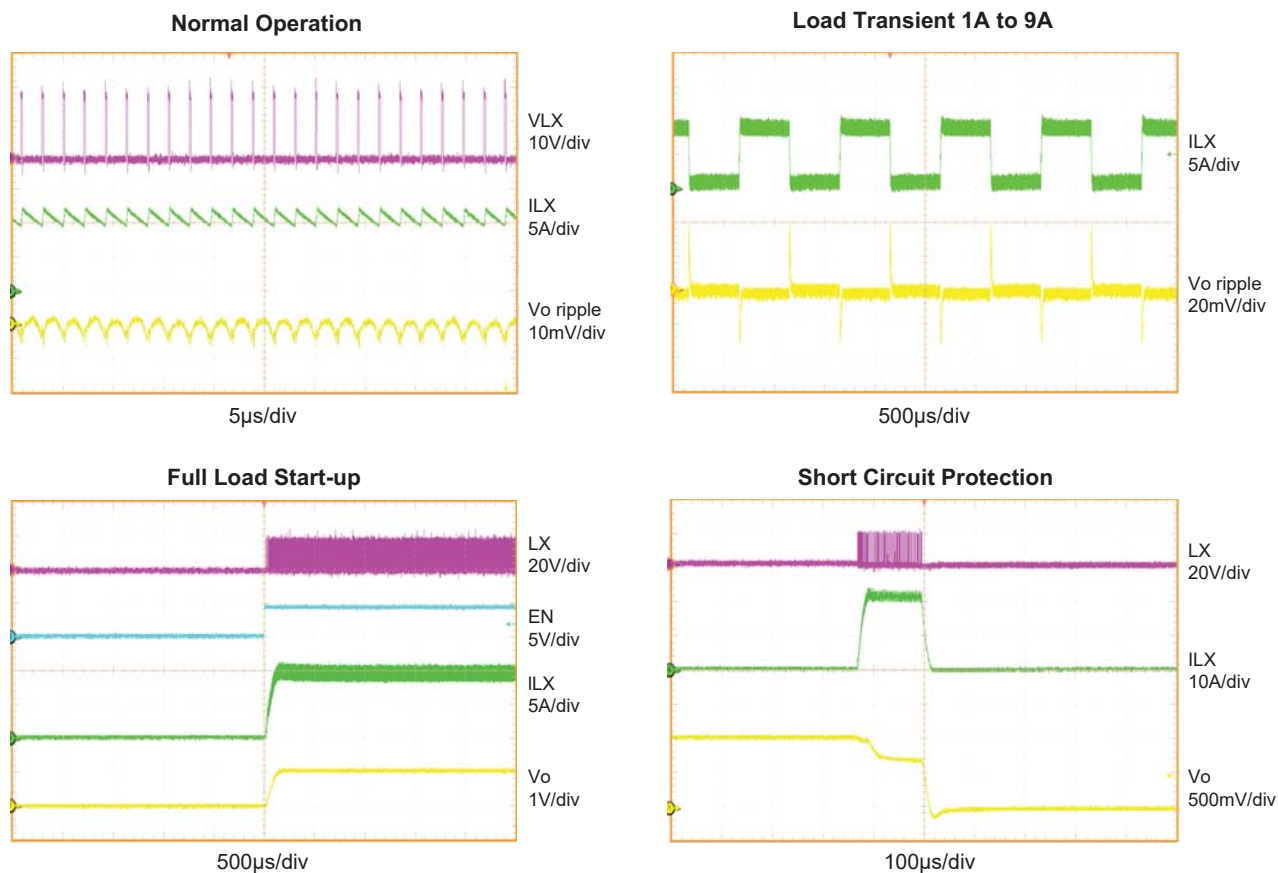 Normal Operation
VLX
10V/div
ILX
5A/div
Vo ripple
10mV/div
5µs/div
Load Transient 1A to 9A
ILX
5A/div
Vo ripple
20mV/div
500µs/div
Full Load Start-up
LX
20V/div
EN
5V/div
ILX
5A/div
Vo
1V/div
500µs/div
Short Circuit Protection
LX
20V/div
ILX
10A/div
Vo
500mV/div
100µs/div